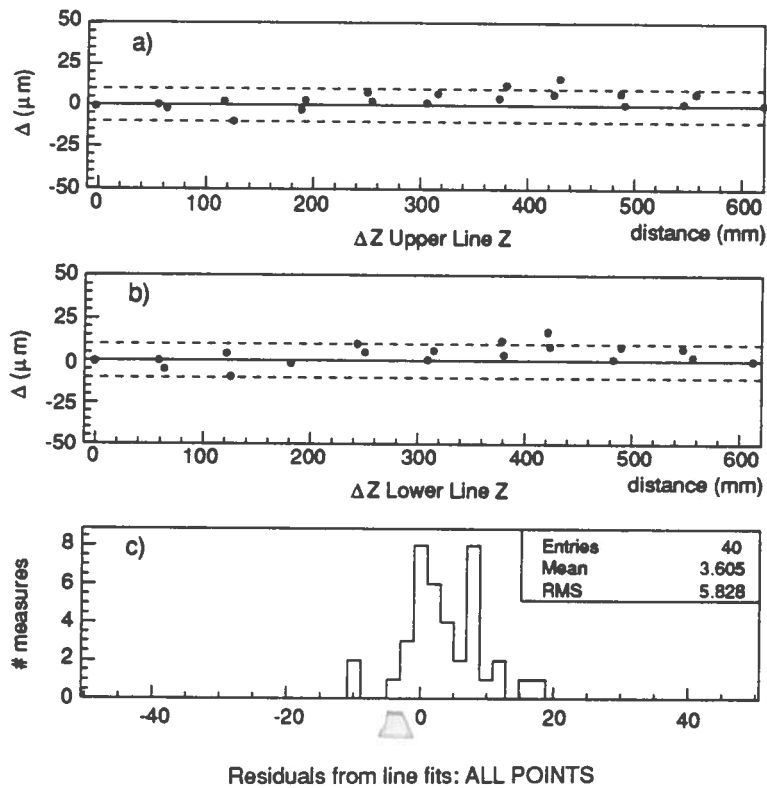 a)
50
25
0
-25
-50
Δ (μm)
0 100 200 300 400 500 600
ΔZ Upper Line Z
distance (mm)
b)
50
25
0
-25
-50
Δ (μm)
0 100 200 300 400 500 600
ΔZ Lower Line Z
distance (mm)
c)
8
6
4
2
0
# measures
Entries 40
Mean 3.605
RMS 5.828
-40 -20 0 20 40
Residuals from line fits: ALL POINTS